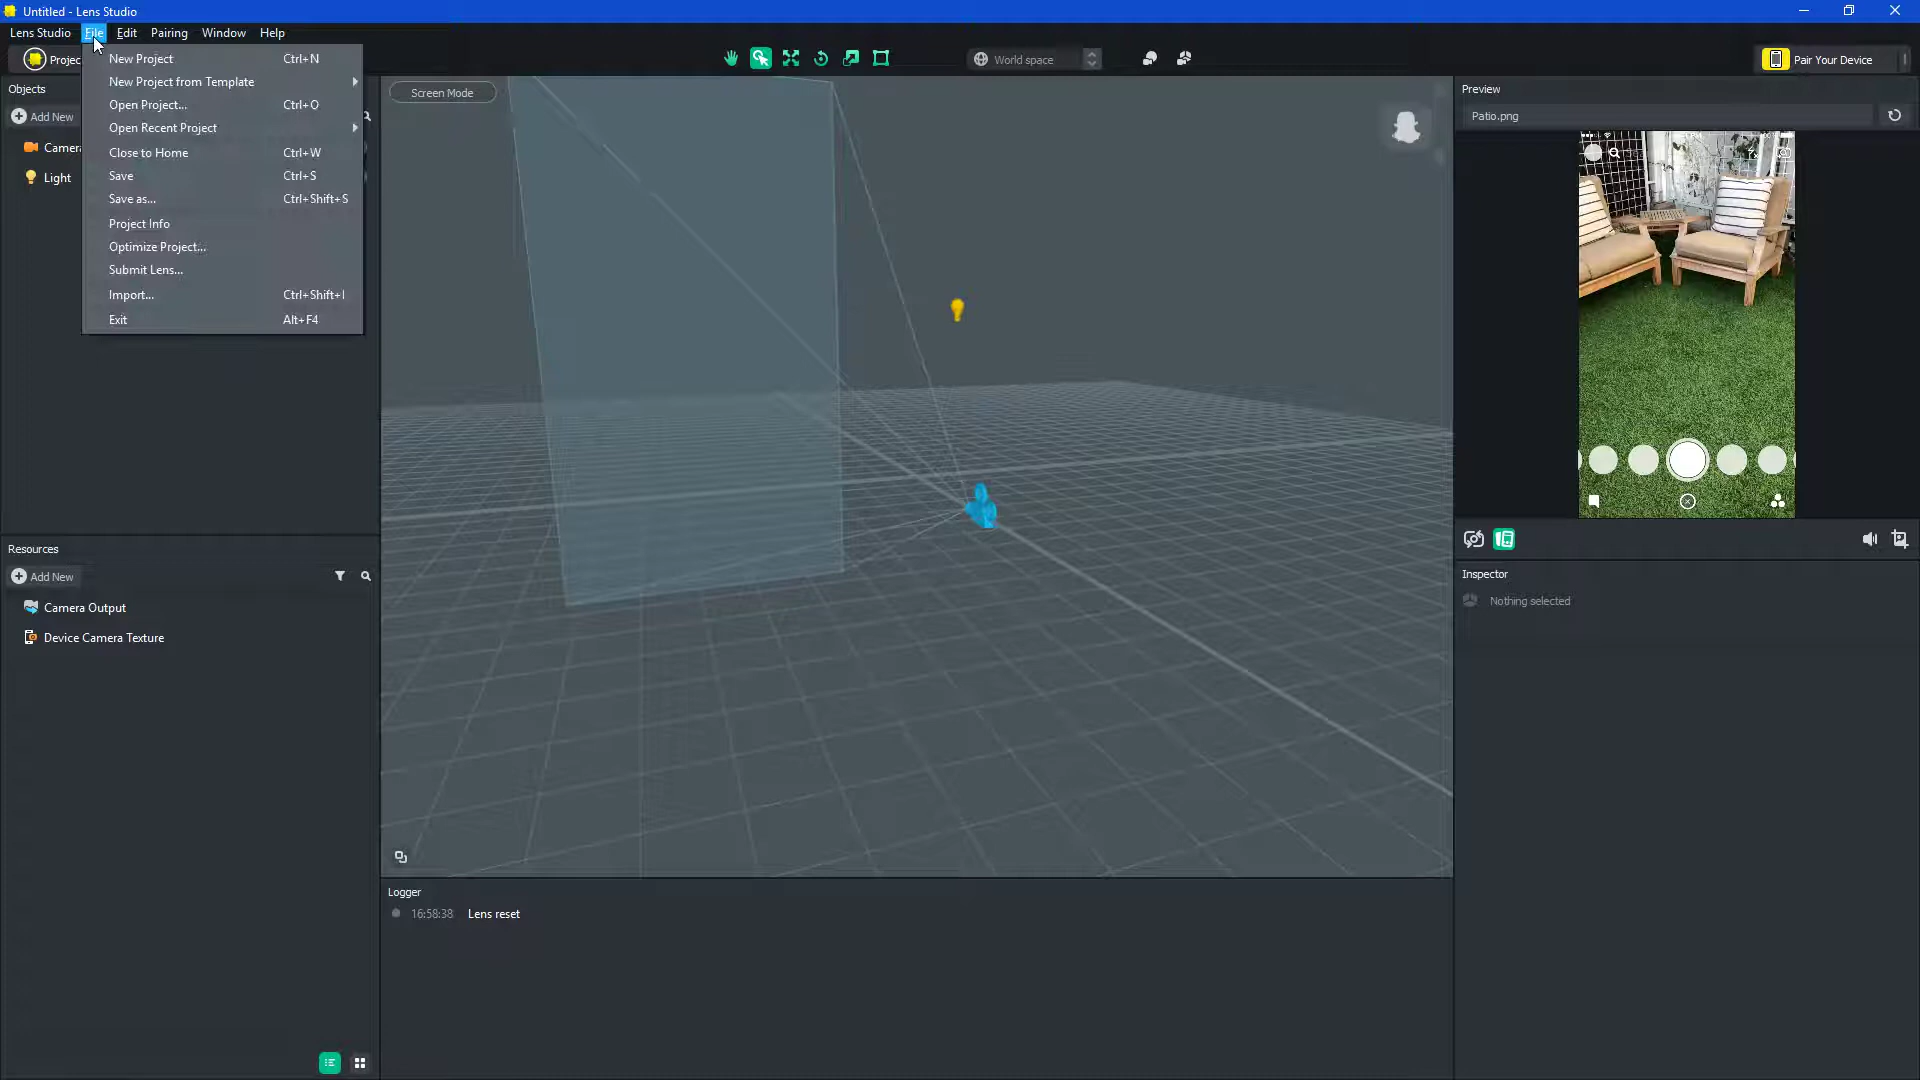 Untitled - Lens Studio
Lens Studio File Edit Pairing Window Help
Projec
World space
Pair Your Device
New Project Ctrl+N
New Project from Template
Open Project... Ctrl+O
Open Recent Project
Close to Home Ctrl+W
Save Ctrl+S
Save as... Ctrl+Shift+S
Project Info
Optimize Project...
Submit Lens...
Import... Ctrl+Shift+I
Exit Alt+F4
Objects
Add New
Camera
Light
Screen Mode
Preview
Patio.png
Resources
Add New
Camera Output
Device Camera Texture
Inspector
Nothing selected
Logger
16:58:38 Lens reset